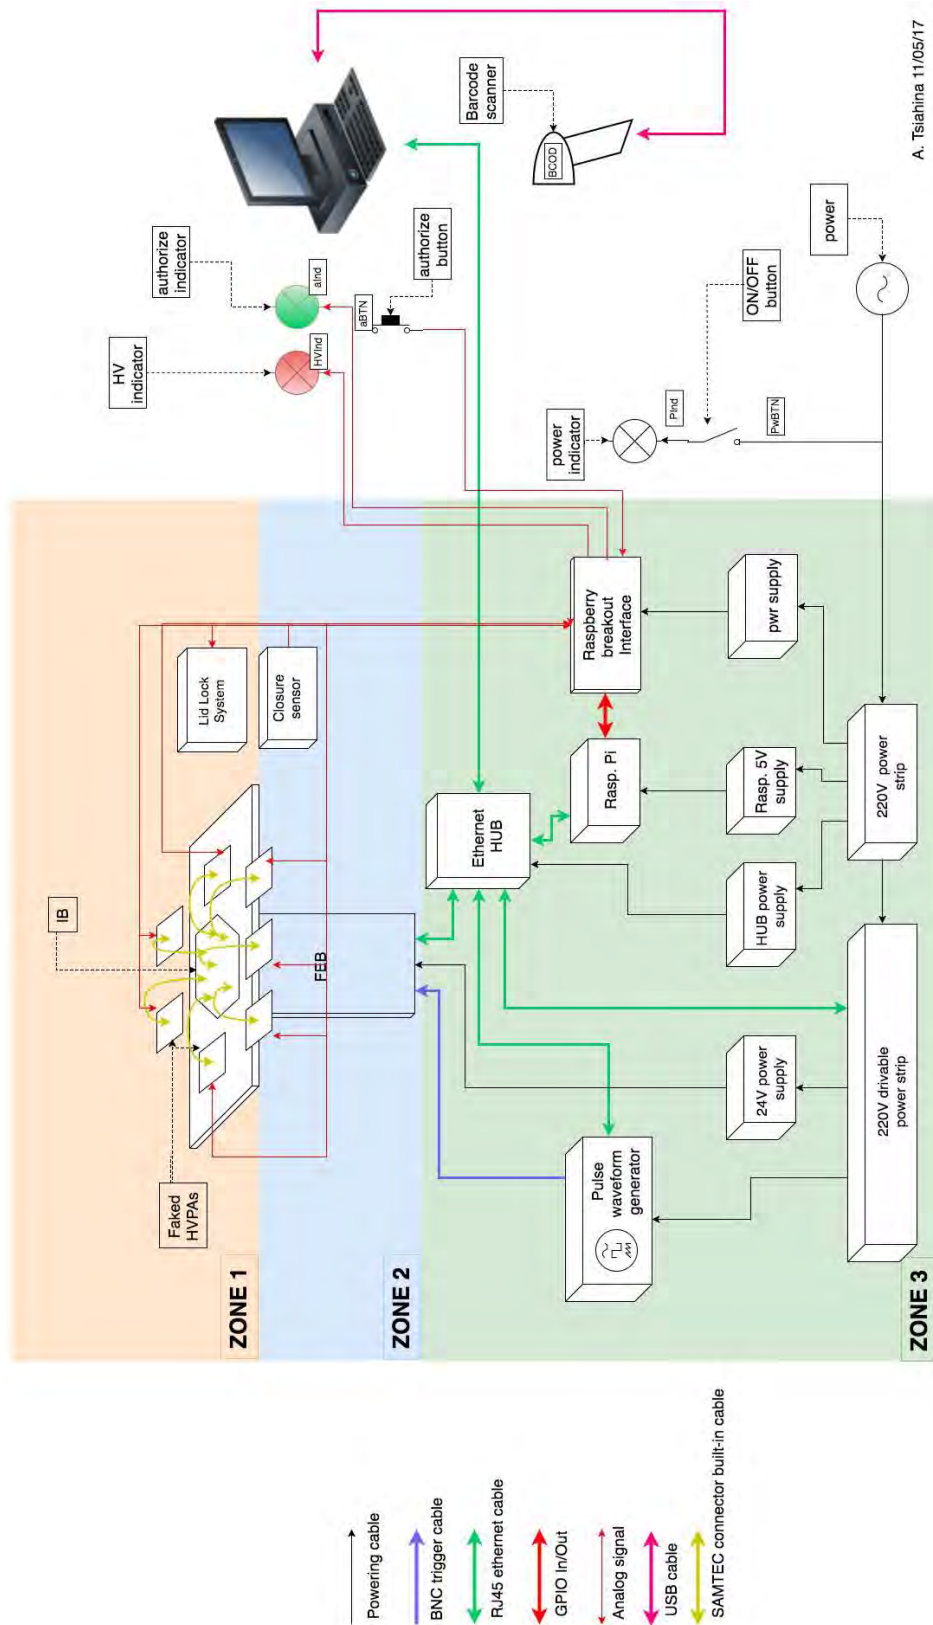 authorize
indicator
HV
indicator
aInd
HVInd
aBTN
authorize
button
Barcode
scanner
BCOD
power
indicator
PInd
ON/OFF
button
PwBTN
power
A. Tsiahina 11/05/17
IB
Faked
HVPAs
Lid Lock
System
Closure
sensor
ZONE 1
FEB
ZONE 2
Ethernet
HUB
Pulse
waveform
generator
Rasp. Pi
Raspberry
breakout
Interface
24V power
supply
HUB power
supply
Rasp. 5V
supply
pwr supply
220V drivable
power strip
220V power
strip
ZONE 3
Powering cable
BNC trigger cable
RJ45 ethernet cable
GPIO In/Out
Analog signal
USB cable
SAMTEC connector built-in cable